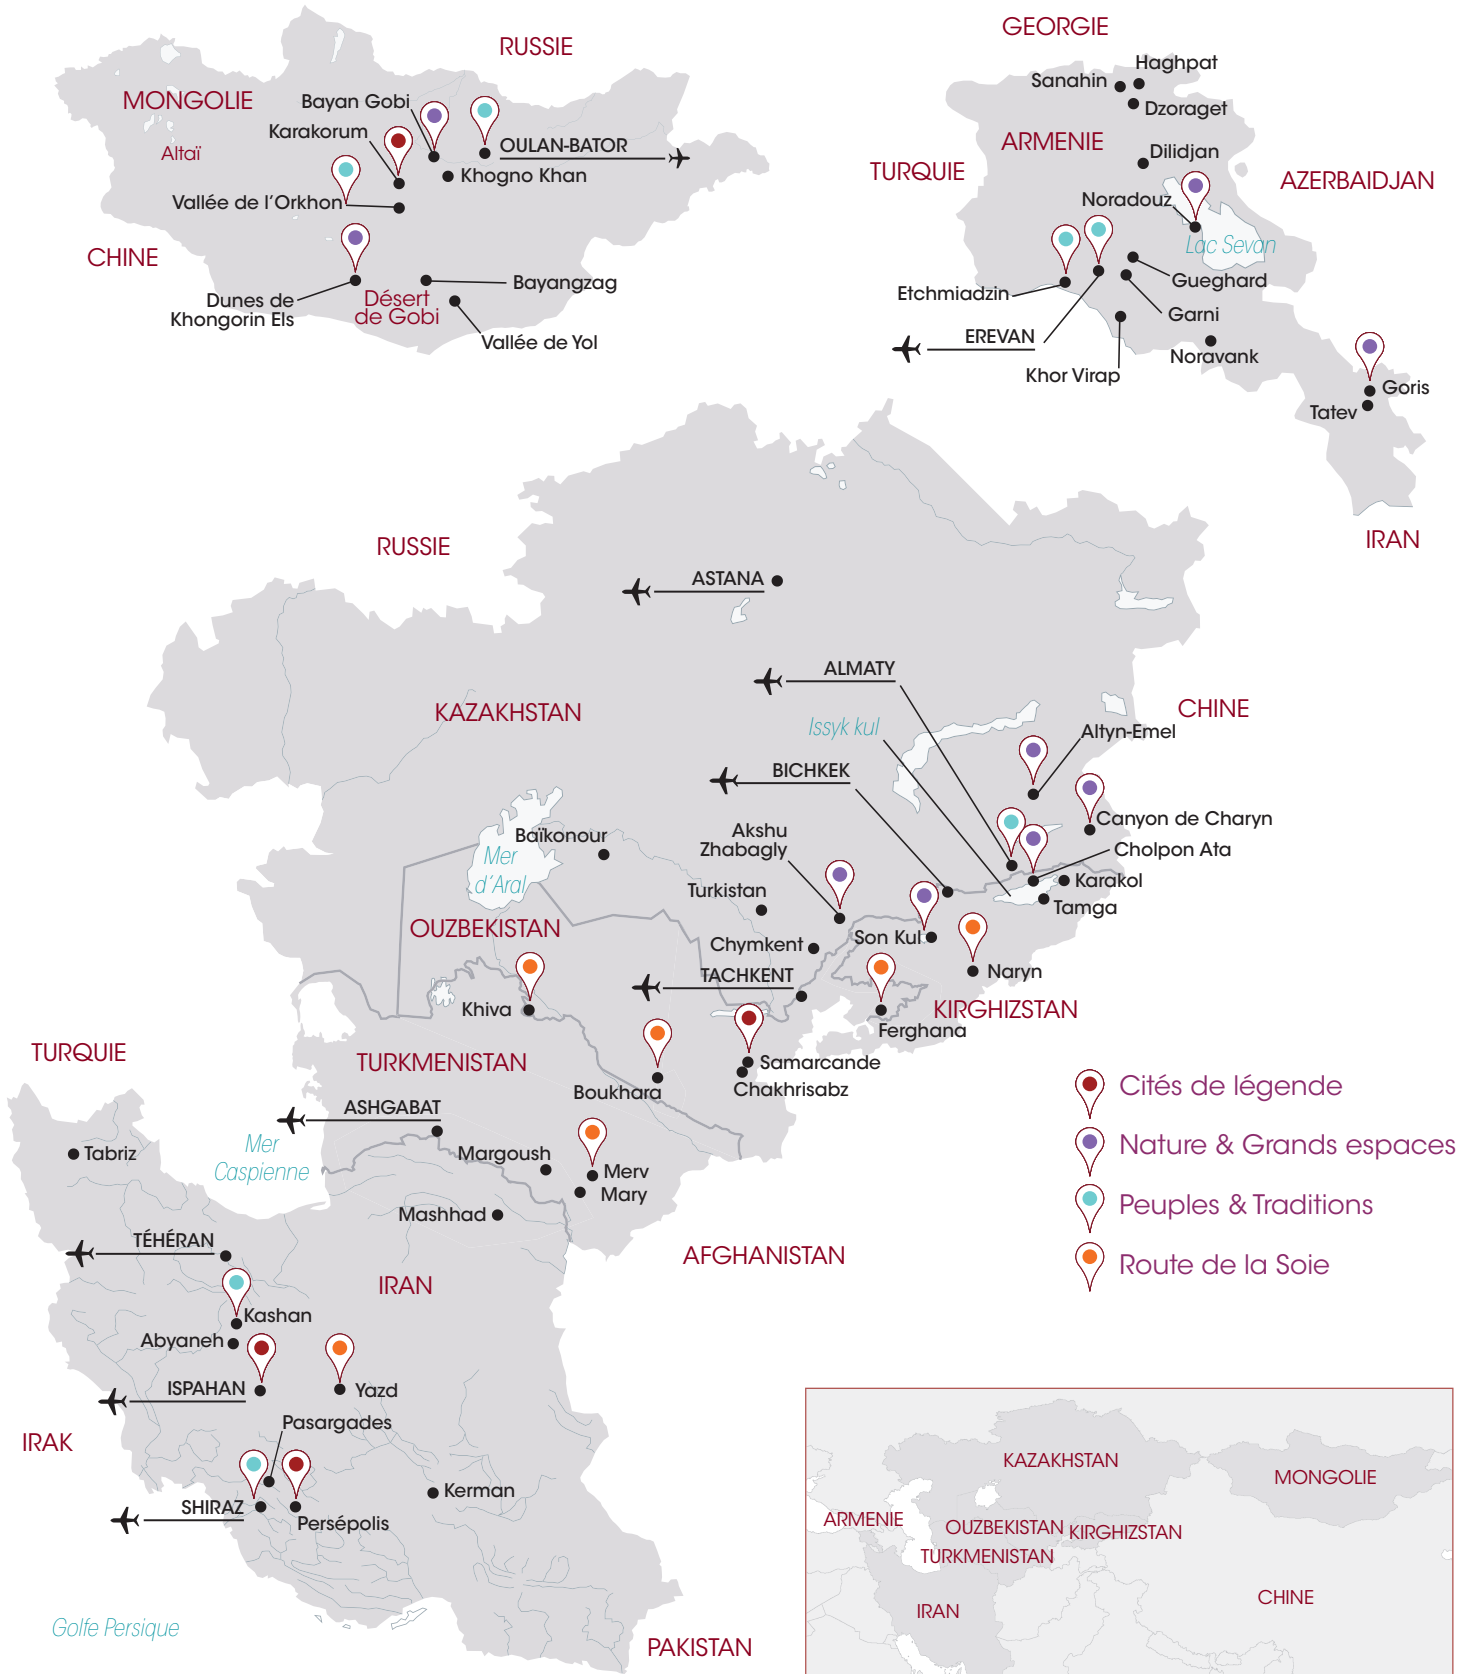 RUSSIE
MONGOLIE
Bayan Gobi
Karakorum
Altaï
OULAN-BATOR
Khogno Khan
Vallée de l'Orkhon
CHINE
Dunes de
Khongorin Els
Désert
de Gobi
Bayangzag
Vallée de Yol
GEORGIE
Haghpat
Sanahin
Dzoraget
ARMENIE
Dilidjan
TURQUIE
AZERBAIDJAN
Noradouz
Lac Sevan
Gueghard
Etchmiadzin
Garni
EREVAN
Noravank
Khor Virap
Goris
Tatev
IRAN
RUSSIE
ASTANA
ALMATY
KAZAKHSTAN
CHINE
Issyk kul
Altyn-Emel
BICHKEK
Canyon de Charyn
Akshu
Zhabagly
Baïkonour
Cholpon Ata
Mer
d'Aral
Karakol
Turkistan
Tamga
OUZBEKISTAN
Son Kul
Chymkent
TACHKENT
Naryn
Khiva
KIRGHIZSTAN
Ferghana
TURQUIE
TURKMENISTAN
Samarcande
Boukhara
Chakhrisabz
ASHGABAT
Mer
Caspienne
Tabriz
Margoush
Merv
Mary
Mashhad
TÉHÉRAN
AFGHANISTAN
IRAN
Kashan
Abyaneh
ISPAHAN
Yazd
Pasargades
IRAK
SHIRAZ
Persépolis
Kerman
Golfe Persique
PAKISTAN
Cités de légende
Nature & Grands espaces
Peuples & Traditions
Route de la Soie
KAZAKHSTAN
MONGOLIE
ARMENIE
OUZBEKISTAN
KIRGHIZSTAN
TURKMENISTAN
CHINE
IRAN